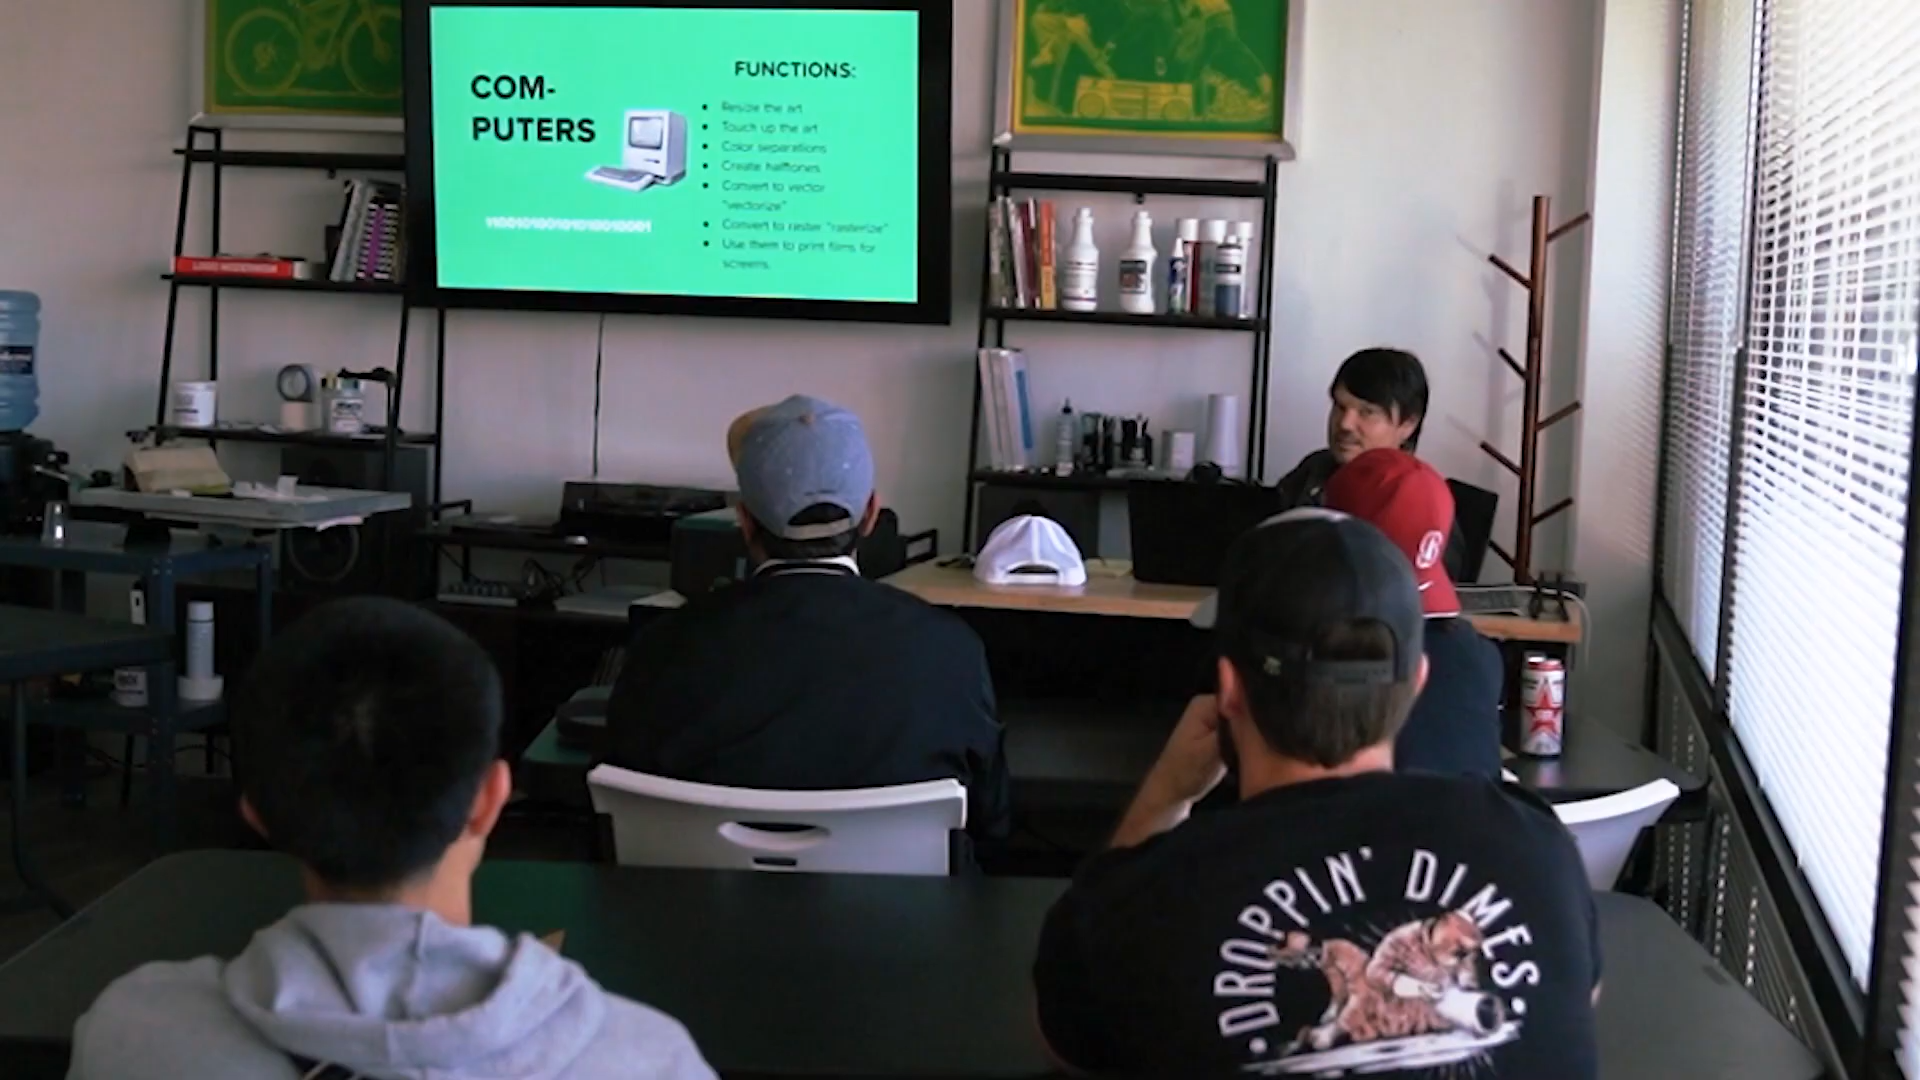 COM-
PUTERS
11001010010101010010001
FUNCTIONS:
Resize the art
Touch up the art
Color separations
Create halftones
Convert to vector
"vectorize"
Convert to raster "rasterize"
Use them to print films for
screens.
DROPPIN' DIMES